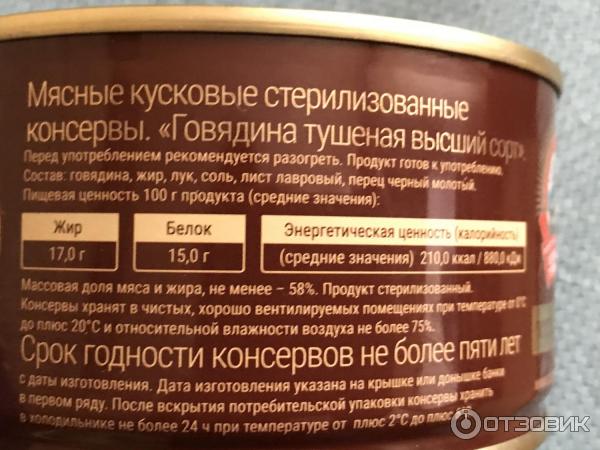 Мясные кусковые стерилизованные
консервы. «Говядина тушеная высший сорт».
Перед употреблением рекомендуется разогреть. Продукт готов к употреблению.
Состав: говядина, жир, лук, соль, лист лавровый, перец черный молотый.
Пищевая ценность 100 г продукта (средние значения):
Жир
17,0 г
Белок
15,0 г
Энергетическая ценность (калорийность)
(средние значения) 210,0 ккал / 880,0 кДж
Массовая доля мяса и жира, не менее – 58%. Продукт стерилизованный.
Консервы хранят в чистых, хорошо вентилируемых помещениях при температуре от 0°С
до плюс 20°С и относительной влажности воздуха не более 75%.
Срок годности консервов не более пяти лет
с даты изготовления. Дата изготовления указана на крышке или донышке банки
в первом ряду. После вскрытия потребительской упаковки консервы хранить
в холодильнике не более 24 ч при температуре от плюс 2°С до плюс
ОТЗОВИК